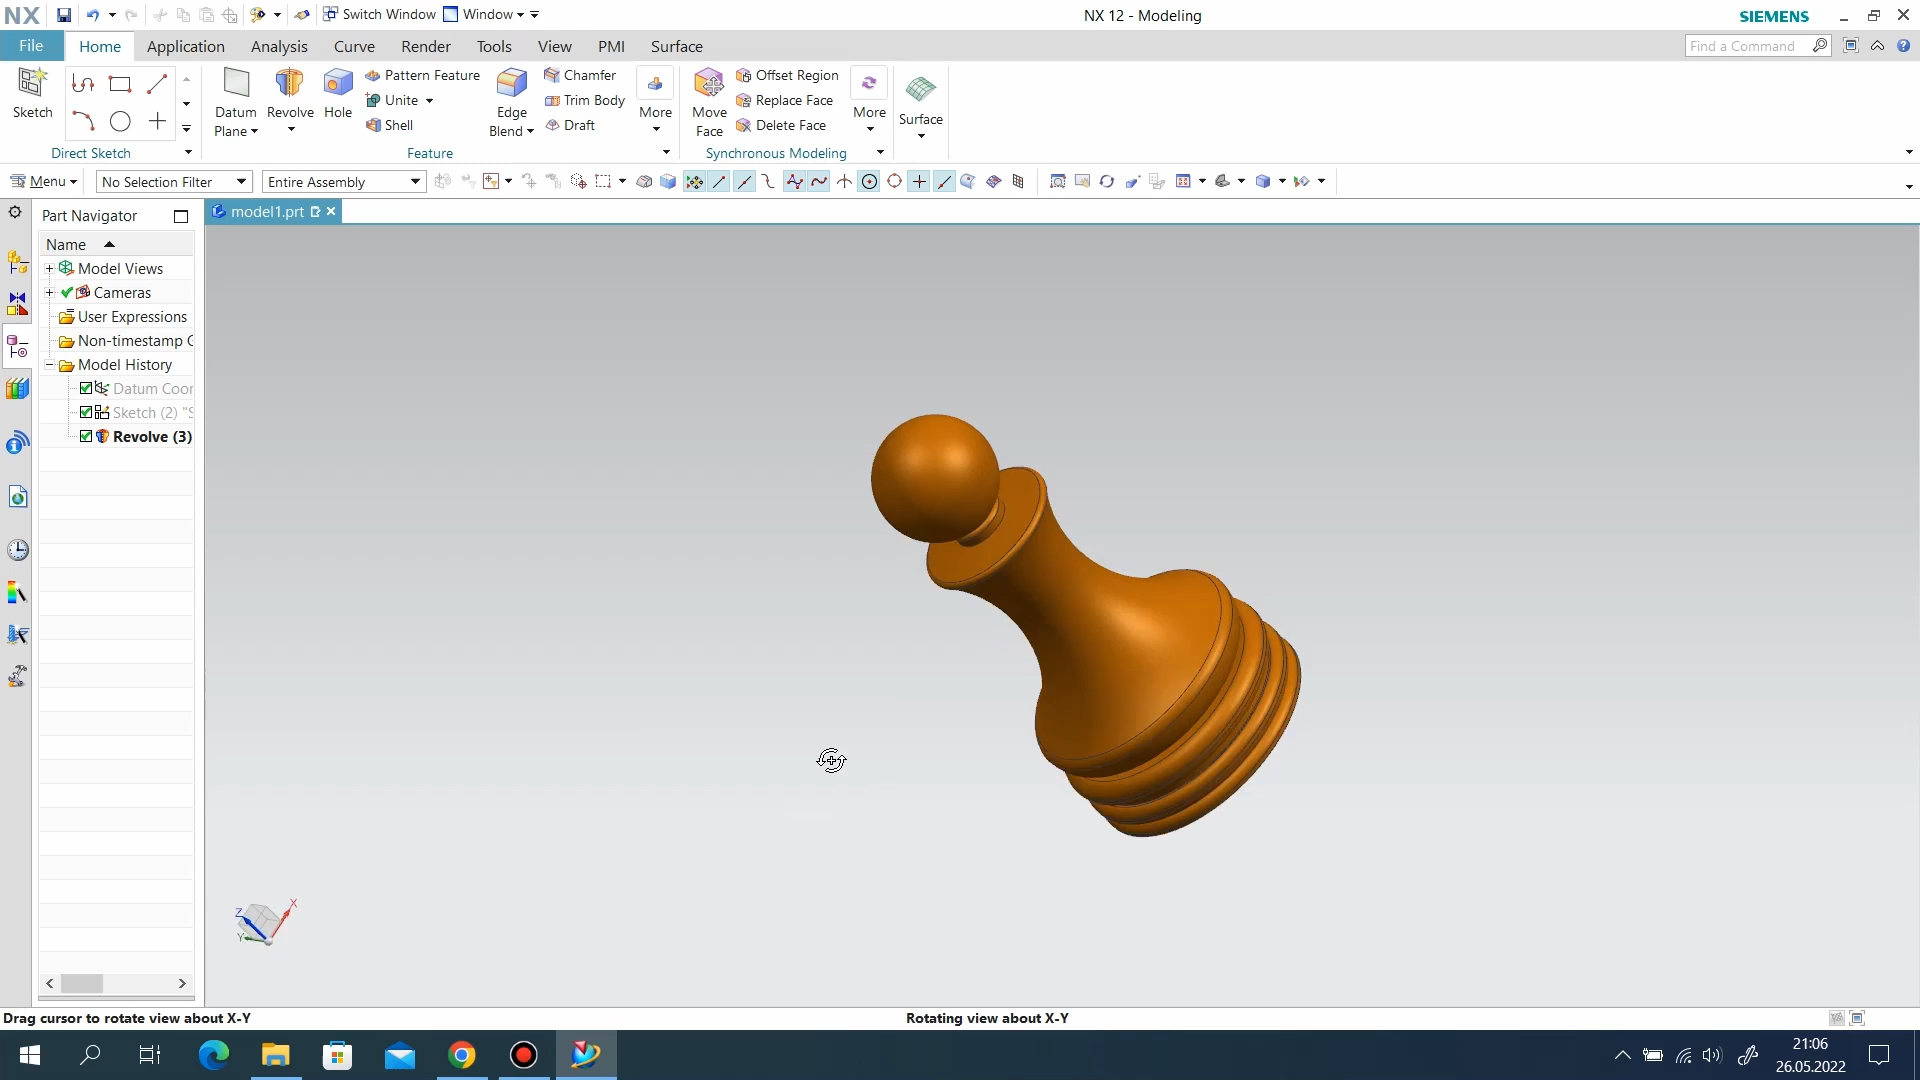 NX Switch Window Window NX 12 - Modeling SIEMENS
File Home Application Analysis Curve Render Tools View PMI Surface Find a Command
Sketch
Direct Sketch
Datum Plane
Revolve
Hole
Pattern Feature
Unite
Shell
Edge Blend
Chamfer
Trim Body
Draft
More
Feature
Move Face
Offset Region
Replace Face
Delete Face
More
Synchronous Modeling
Surface
Menu No Selection Filter Entire Assembly
Part Navigator
model1.prt
Name
Model Views
Cameras
User Expressions
Non-timestamp G
Model History
Datum Coor
Sketch (2) "S
Revolve (3)
Z X
Y
Drag cursor to rotate view about X-Y Rotating view about X-Y
21:06
26.05.2022